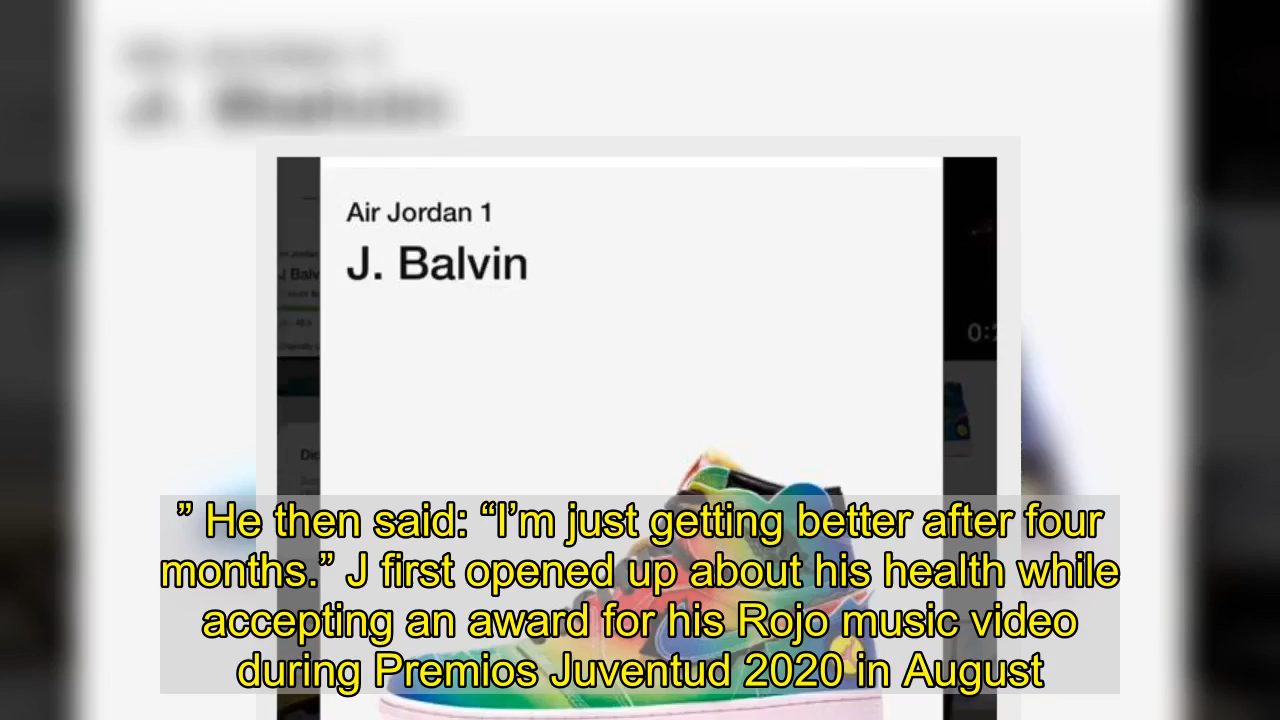 Air Jordan 1
J. Balvin
” He then said: “I’m just getting better after four
months.” J first opened up about his health while
accepting an award for his Rojo music video
during Premios Juventud 2020 in August